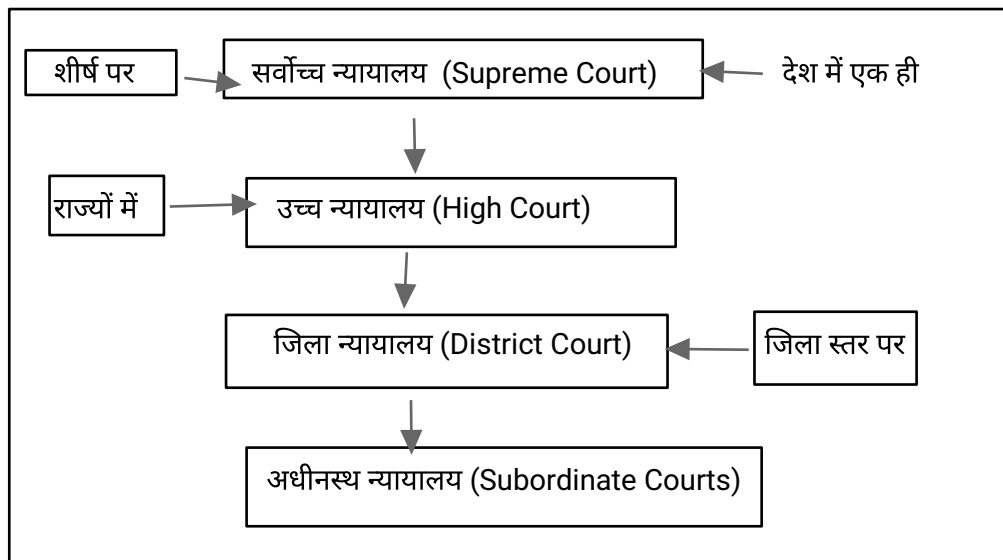 शीर्ष पर
सर्वोच्च न्यायालय (Supreme Court)
देश में एक ही
राज्यों में
उच्च न्यायालय (High Court)
जिला न्यायालय (District Court)
जिला स्तर पर
अधीनस्थ न्यायालय (Subordinate Courts)